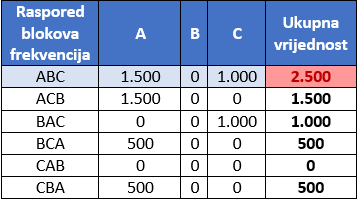 Raspored blokova frekvencija A B C Ukupna vrijednost
ABC 1.500 0 1.000 2.500
ACB 1.500 0 0 1.500
BAC 0 0 1.000 1.000
BCA 500 0 0 500
CAB 0 0 0 0
CBA 500 0 0 500